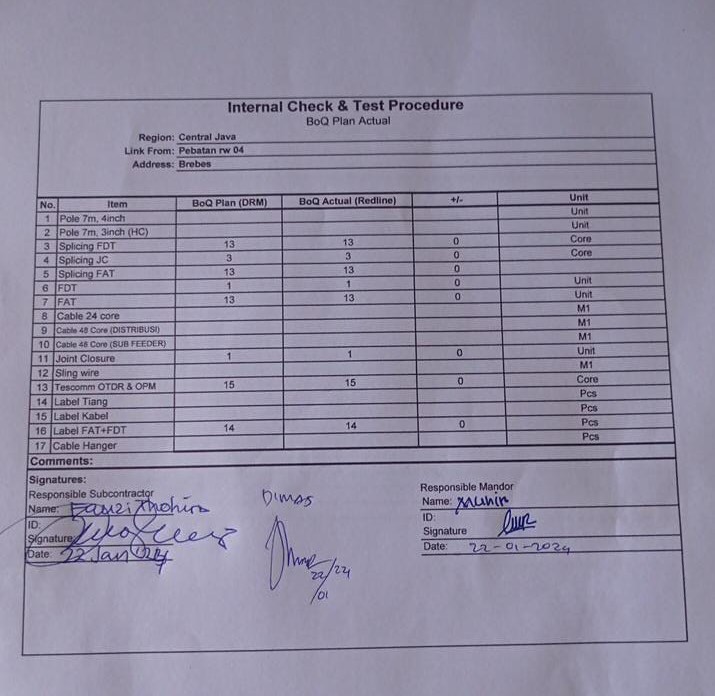 Internal Check & Test Procedure
BoQ Plan Actual
Region: Central Java
Link From: Pebatan rw 04
Address: Brebes
No. Item BoQ Plan (DRM) BoQ Actual (Redline) +/- Unit
1 Pole 7m, 4inch Unit
2 Pole 7m, 3inch (HC) Unit
3 Splicing FDT 13 13 0 Core
4 Splicing JC 3 3 0 Core
5 Splicing FAT 13 13 0
6 FDT 1 1 0 Unit
7 FAT 13 13 0 Unit
8 Cable 24 core M1
9 Cable 48 Core (DISTRIBUSI) M1
10 Cable 48 Core (SUB FEEDER) M1
11 Joint Closure 1 1 0 Unit
12 Sling wire M1
13 Tescomm OTDR & OPM 15 15 0 Core
14 Label Tiang Pcs
15 Label Kabel Pcs
16 Label FAT+FDT 14 14 0 Pcs
17 Cable Hanger Pcs
Comments:
Signatures:
Responsible Subcontractor
Name:
ID:
Signature
Date: 22 Jan
DIMAS
22/24
/01
Responsible Mandor
Name: Muhir
ID:
Signature
Date: 22-01-2024